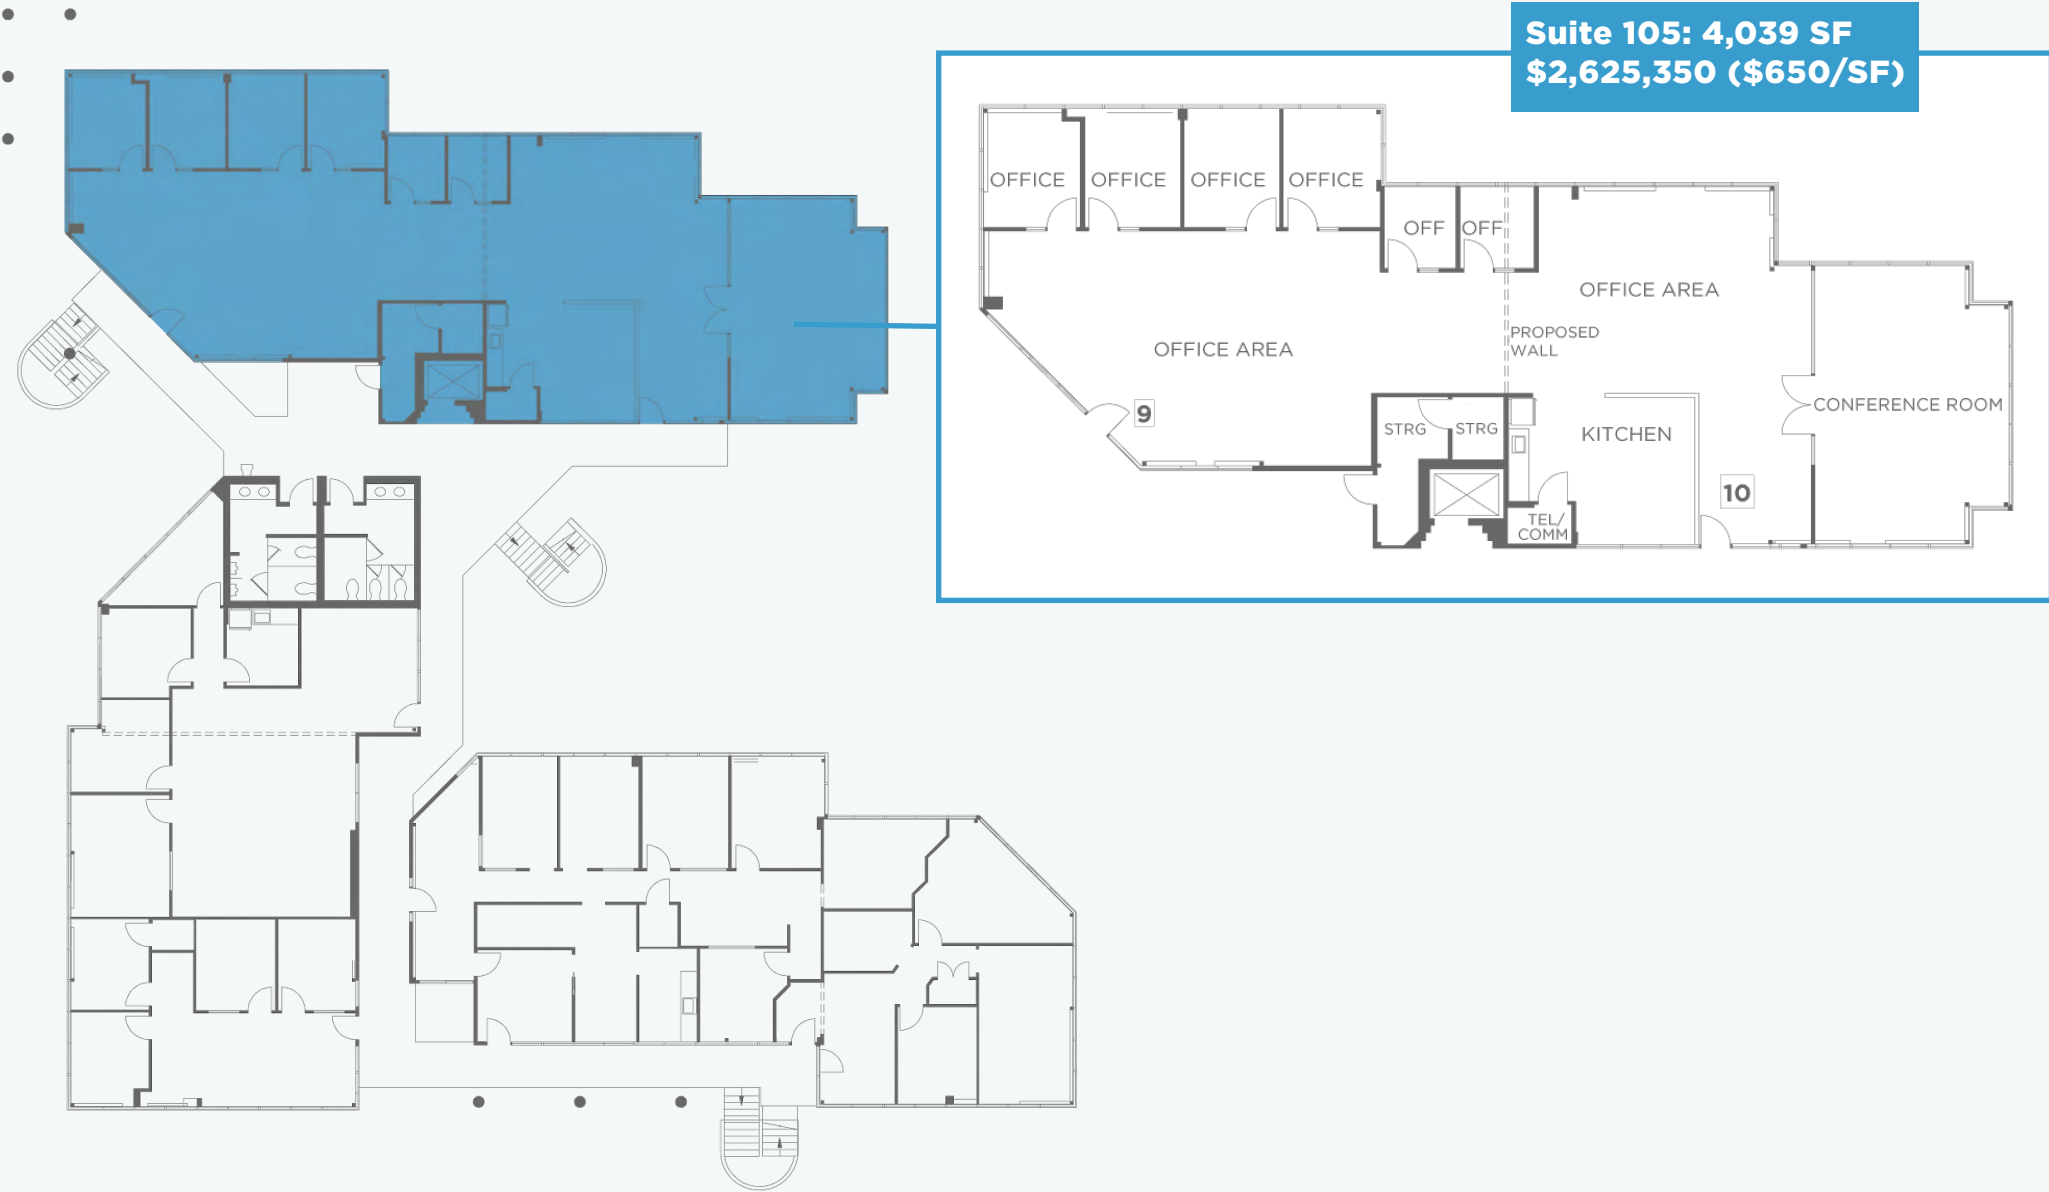 Suite 105: 4,039 SF
$2,625,350 ($650/SF)
OFFICE
OFFICE
OFFICE
OFFICE
OFF
OFF
OFFICE AREA
PROPOSED
WALL
OFFICE AREA
CONFERENCE ROOM
9
STRG
STRG
KITCHEN
10
TEL/
COMM